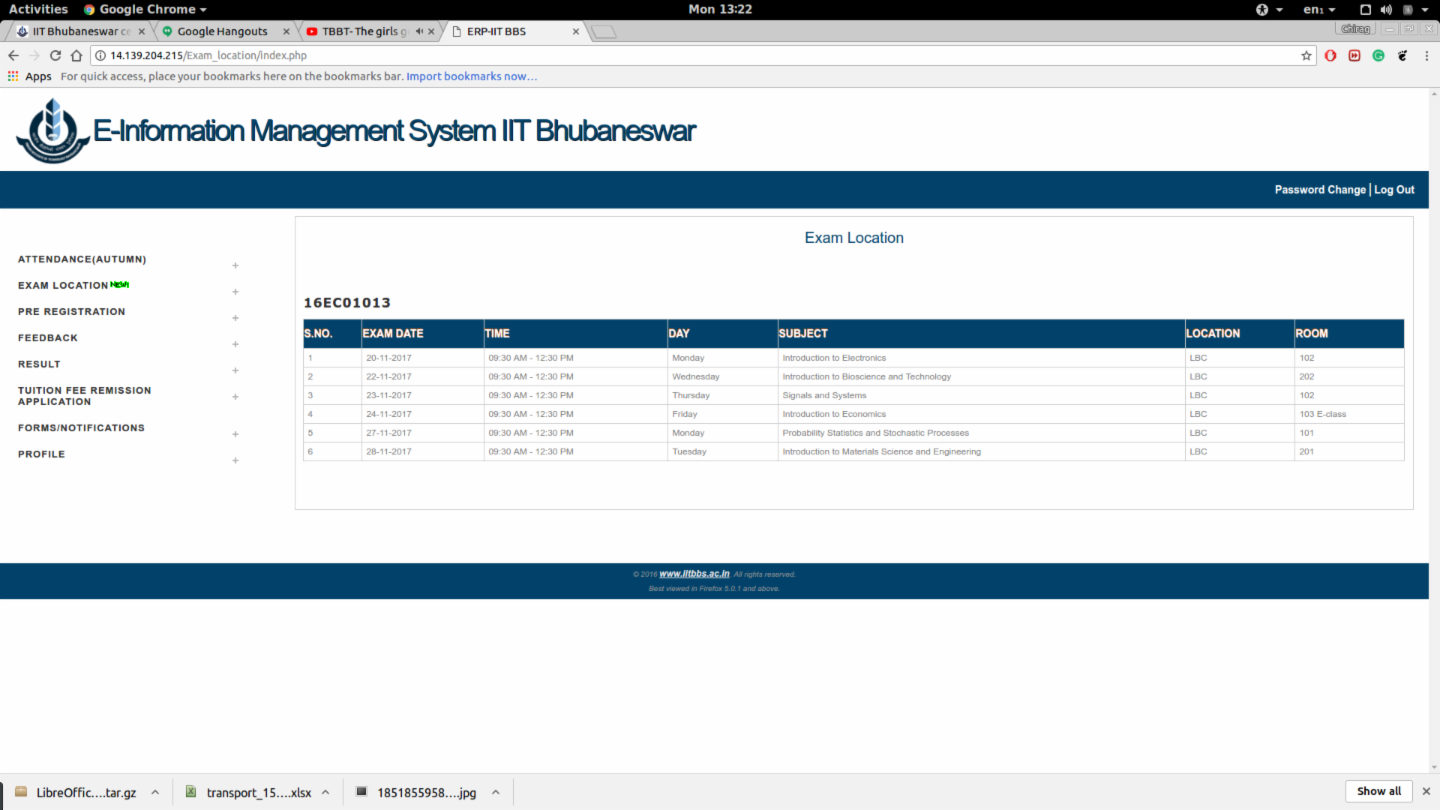 Activities Google Chrome Mon 13:22 en₁
IIT Bhubaneswar ce Google Hangouts TBBT- The girls g ERP-IIT BBS Chirag
14.139.204.215/Exam_location/index.php
Apps For quick access, place your bookmarks here on the bookmarks bar. Import bookmarks now…
E-Information Management System IIT Bhubaneswar
Password Change | Log Out
ATTENDANCE(AUTUMN)
EXAM LOCATION NEW!
PRE REGISTRATION
FEEDBACK
RESULT
TUITION FEE REMISSION
APPLICATION
FORMS/NOTIFICATIONS
PROFILE
Exam Location
16EC01013
S.NO. EXAM DATE TIME DAY SUBJECT LOCATION ROOM
1 20-11-2017 09:30 AM - 12:30 PM Monday Introduction to Electronics LBC 102
2 22-11-2017 09:30 AM - 12:30 PM Wednesday Introduction to Bioscience and Technology LBC 202
3 23-11-2017 09:30 AM - 12:30 PM Thursday Signals and Systems LBC 102
4 24-11-2017 09:30 AM - 12:30 PM Friday Introduction to Economics LBC 103 E-class
5 27-11-2017 09:30 AM - 12:30 PM Monday Probability Statistics and Stochastic Processes LBC 101
6 28-11-2017 09:30 AM - 12:30 PM Tuesday Introduction to Materials Science and Engineering LBC 201
© 2016 www.iitbbs.ac.in. All rights reserved.
Best viewed in Firefox 5.0.1 and above.
LibreOffic....tar.gz transport_15....xlsx 1851855958....jpg Show all